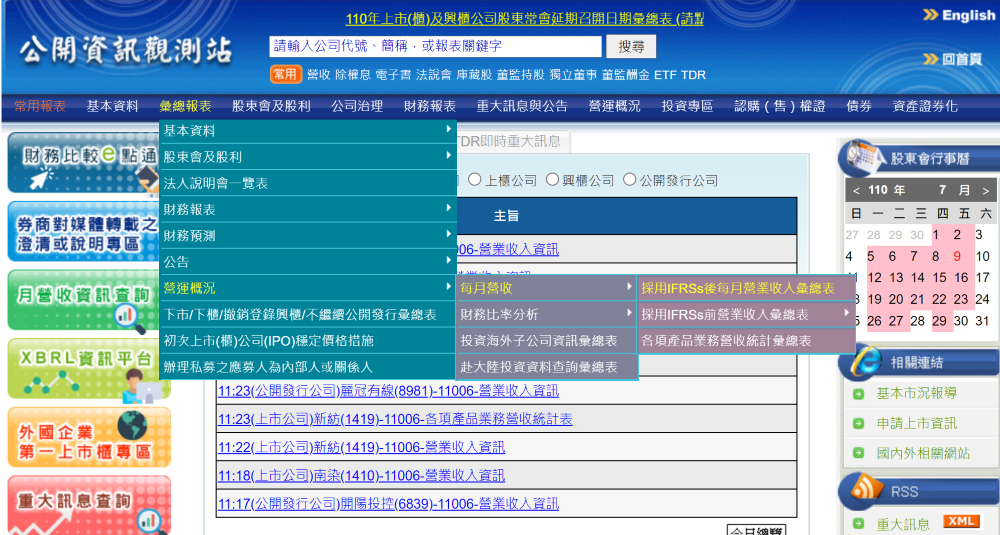 110年上市(櫃)及興櫃公司股東常會延期召開日期彙總表 (請點
English
公開資訊觀測站
請輸入公司代號、簡稱，或報表關鍵字
搜尋
回首頁
常用 營收 除權息 電子書 法說會 庫藏股 董監持股 獨立董事 董監酬金 ETF TDR
常用報表 基本資料 彙總報表 股東會及股利 公司治理 財務報表 重大訊息與公告 營運概況 投資專區 認購（售）權證 債券 資產證券化
基本資料
股東會及股利
法人說明會一覽表
財務報表
財務預測
公告
營運概況
下市/下櫃/撤銷登錄興櫃/不繼續公開發行彙總表
初次上市(櫃)公司(IPO)穩定價格措施
辦理私募之應募人為內部人或關係人
每月營收
財務比率分析
投資海外子公司資訊彙總表
赴大陸投資資料查詢彙總表
採用IFRSs後每月營業收入彙總表
採用IFRSs前營業收入彙總表
各項產品業務營收統計彙總表
財務比較e點通
券商對媒體轉載之
澄清或說明專區
月營收資訊查詢
XBRL資訊平台
外國企業
第一上市櫃專區
重大訊息查詢
TDR即時重大訊息
上櫃公司 興櫃公司 公開發行公司
主旨
006-營業收入資訊
11:23(公開發行公司)麗冠有線(8981)-11006-營業收入資訊
11:23(上市公司)新紡(1419)-11006-各項產品業務營收統計表
11:22(上市公司)新紡(1419)-11006-營業收入資訊
11:18(上市公司)南染(1410)-11006-營業收入資訊
11:17(公開發行公司)開陽投控(6839)-11006-營業收入資訊
股東會行事曆
< 110 年 7 月 >
日 一 二 三 四 五 六
27 28 29 30 1 2 3
4 5 6 7 8 9 10
12 13 14 15 16 17
19 20 21 22 23 24
26 27 28 29 30 31
相關連結
基本市況報導
申請上市資訊
國內外相關網站
RSS
重大訊息 XML